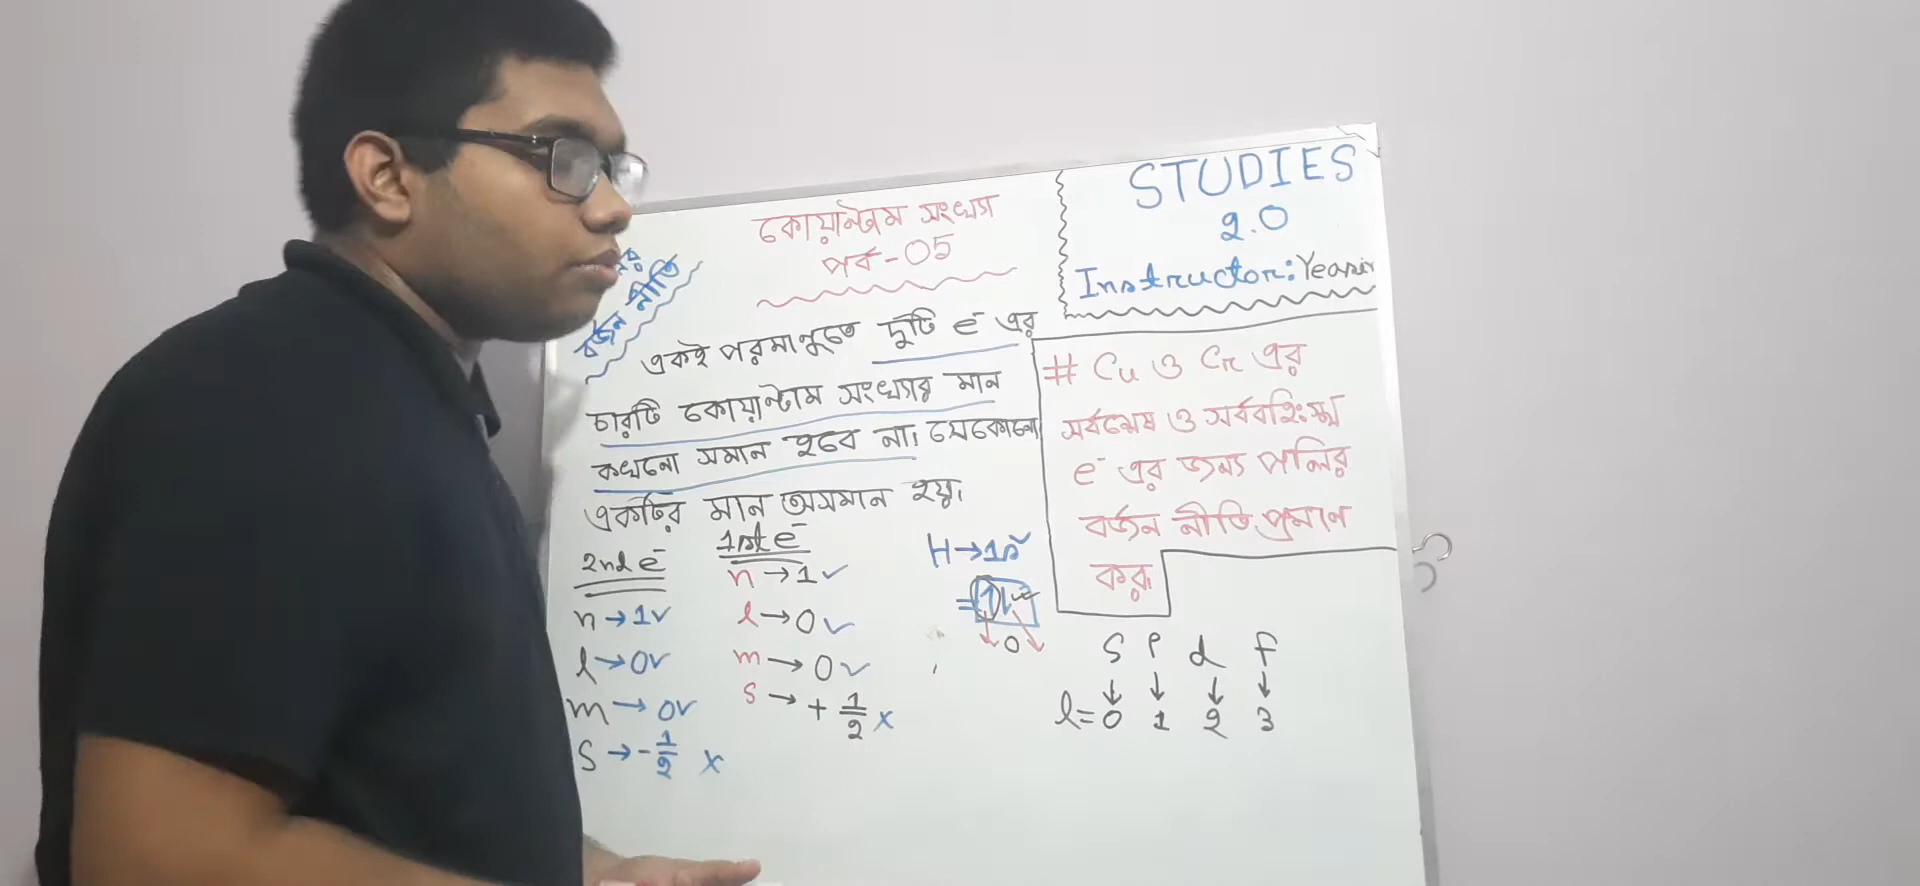 কোয়ান্টাম সংখ্যা
পর্ব-05
STUDIES
2.0
Instructor: Yeasir
বর্জন নীতি
একই পরমাণুতে দুটি e⁻ এর
চারটি কোয়ান্টাম সংখ্যার মান
কখনো সমান হবে না। যেকোনো
একটির মান অসমান হয়।
# Cu ও Cr এর
সর্বশেষ ও সর্ববহিঃস্থ
e⁻ এর জন্য পলির
বর্জন নীতি প্রমাণ
কর।
2nd e⁻
n → 1✓
l → 0✓
m → 0✓
S → -1/2 x
1st e⁻
n → 1 ✓
l → 0 ✓
m → 0 ✓
S → + 1/2 x
0
S P d f
↓ ↓ ↓ ↓
l= 0 1 2 3